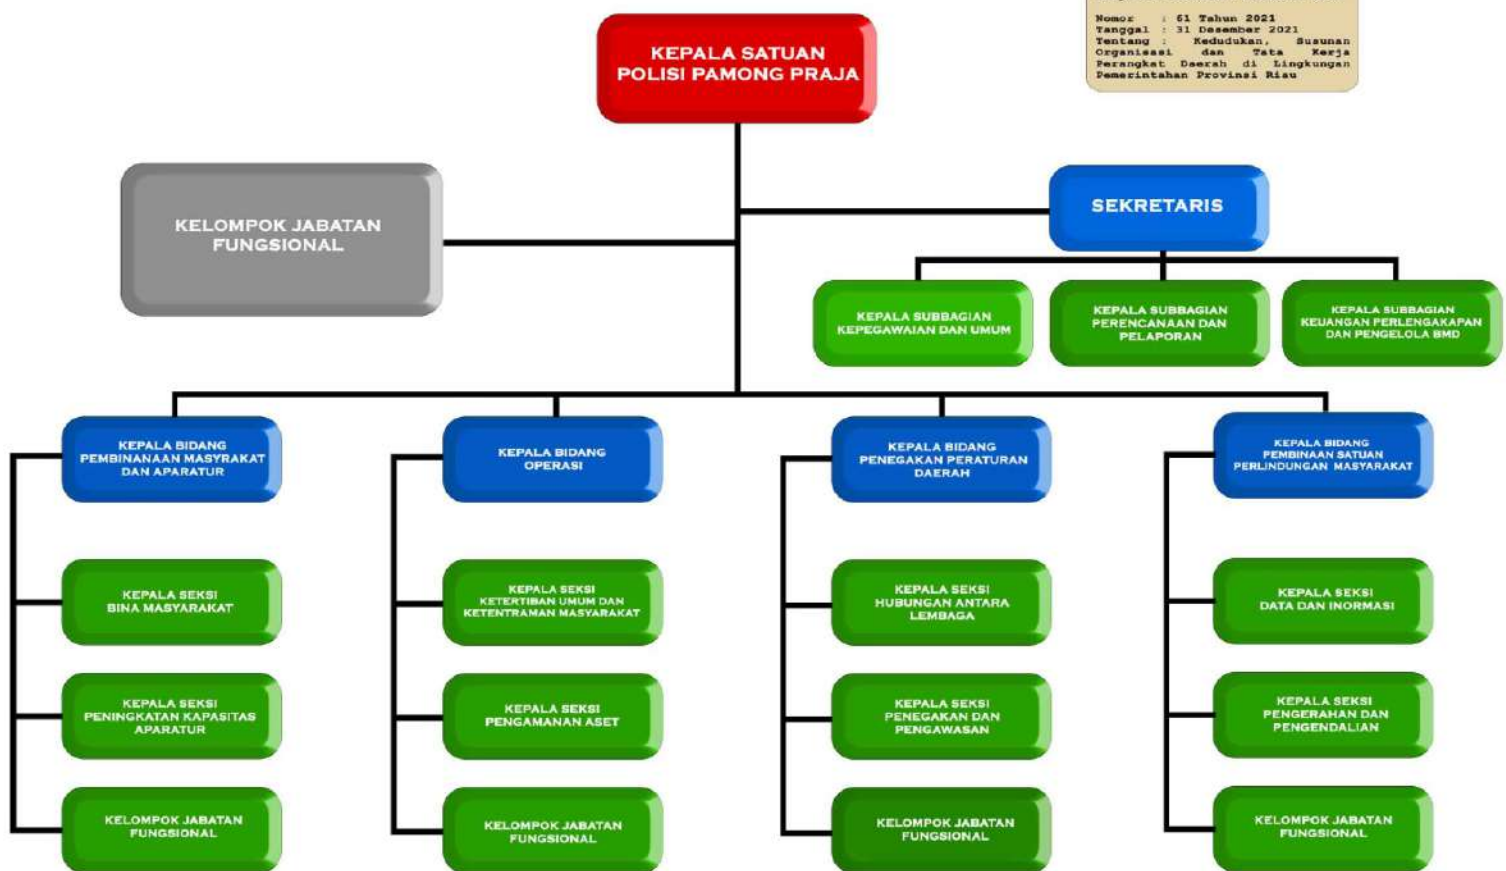 KEPALA SATUAN
POLISI PAMONG PRAJA
Nomor : 61 Tahun 2021
Tanggal : 31 Desember 2021
Tentang : Kedudukan, Susunan
Organisasi dan Tata Kerja
Perangkat Daerah di Lingkungan
Pemerintahan Provinsi Riau
KELOMPOK JABATAN
FUNGSIONAL
SEKRETARIS
KEPALA SUBBAGIAN
KEPEGAWAIAN DAN UMUM
KEPALA SUBBAGIAN
PERENCANAAN DAN
PELAPORAN
KEPALA SUBBAGIAN
KEUANGAN PERLENGAKAPAN
DAN PENGELOLA BMD
KEPALA BIDANG
PEMBINANAAN MASYRAKAT
DAN APARATUR
KEPALA BIDANG
OPERASI
KEPALA BIDANG
PENEGAKAN PERATURAN
DAERAH
KEPALA BIDANG
PEMBINAAN SATUAN
PERLINDUNGAN MASYARAKAT
KEPALA SEKSI
BINA MASYARAKAT
KEPALA SEKSI
KETERTIBAN UMUM DAN
KETENTRAMAN MASYARAKAT
KEPALA SEKSI
HUBUNGAN ANTARA
LEMBAGA
KEPALA SEKSI
DATA DAN INORMASI
KEPALA SEKSI
PENINGKATAN KAPASITAS
APARATUR
KEPALA SEKSI
PENGAMANAN ASET
KEPALA SEKSI
PENEGAKAN DAN
PENGAWASAN
KEPALA SEKSI
PENGERAHAN DAN
PENGENDALIAN
KELOMPOK JABATAN
FUNGSIONAL
KELOMPOK JABATAN
FUNGSIONAL
KELOMPOK JABATAN
FUNGSIONAL
KELOMPOK JABATAN
FUNGSIONAL